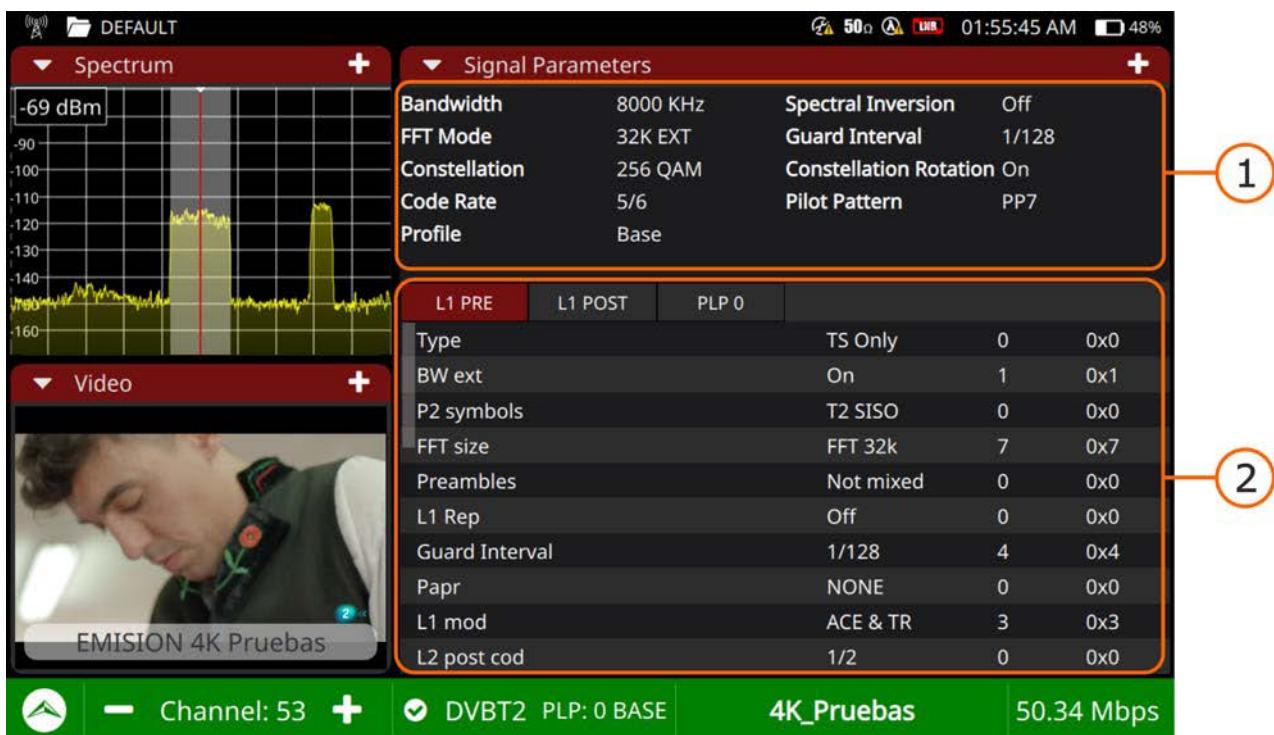 DEFAULT 50Ω LNB 01:55:45 AM 48%
Spectrum
-69 dBm
-90
-100
-110
-120
-130
-140
-160
Video
2
EMISION 4K Pruebas
Signal Parameters
Bandwidth 8000 KHz Spectral Inversion Off
FFT Mode 32K EXT Guard Interval 1/128
Constellation 256 QAM Constellation Rotation On
Code Rate 5/6 Pilot Pattern PP7
Profile Base
1
L1 PRE L1 POST PLP 0
Type TS Only 0 0x0
BW ext On 1 0x1
P2 symbols T2 SISO 0 0x0
FFT size FFT 32k 7 0x7
Preambles Not mixed 0 0x0
L1 Rep Off 0 0x0
Guard Interval 1/128 4 0x4
Papr NONE 0 0x0
L1 mod ACE & TR 3 0x3
L2 post cod 1/2 0 0x0
2
Channel: 53 DVBT2 PLP: 0 BASE 4K_Pruebas 50.34 Mbps